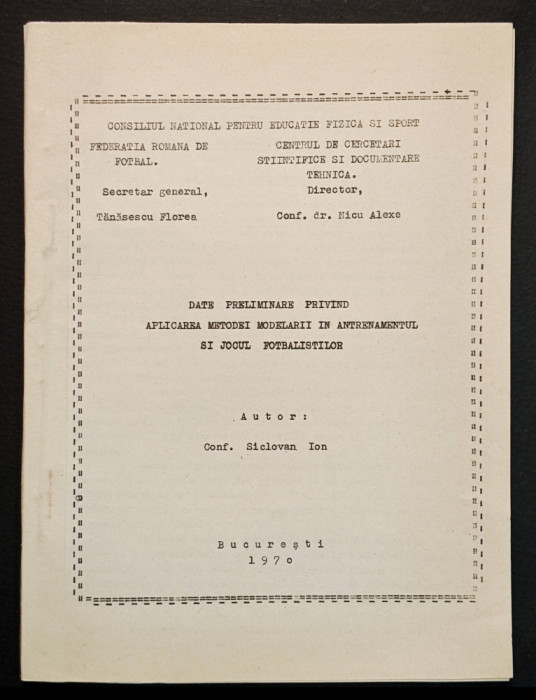 CONSILIUL NATIONAL PENTRU EDUCATIE FIZICA SI SPORT
FEDERATIA ROMANA DE
FOTBAL.
Secretar general,
Tănăsescu Florea
CENTRUL DE CERCETARI
STIINTIFICE SI DOCUMENTARE
TEHNICA.
Director,
Conf. dr. Nicu Alexe
DATE PRELIMINARE PRIVIND
APLICAREA METODEI MODELARII IN ANTRENAMENTUL
SI JOCUL FOTBALISTILOR
Autor:
Conf. Siclovan Ion
București
1970